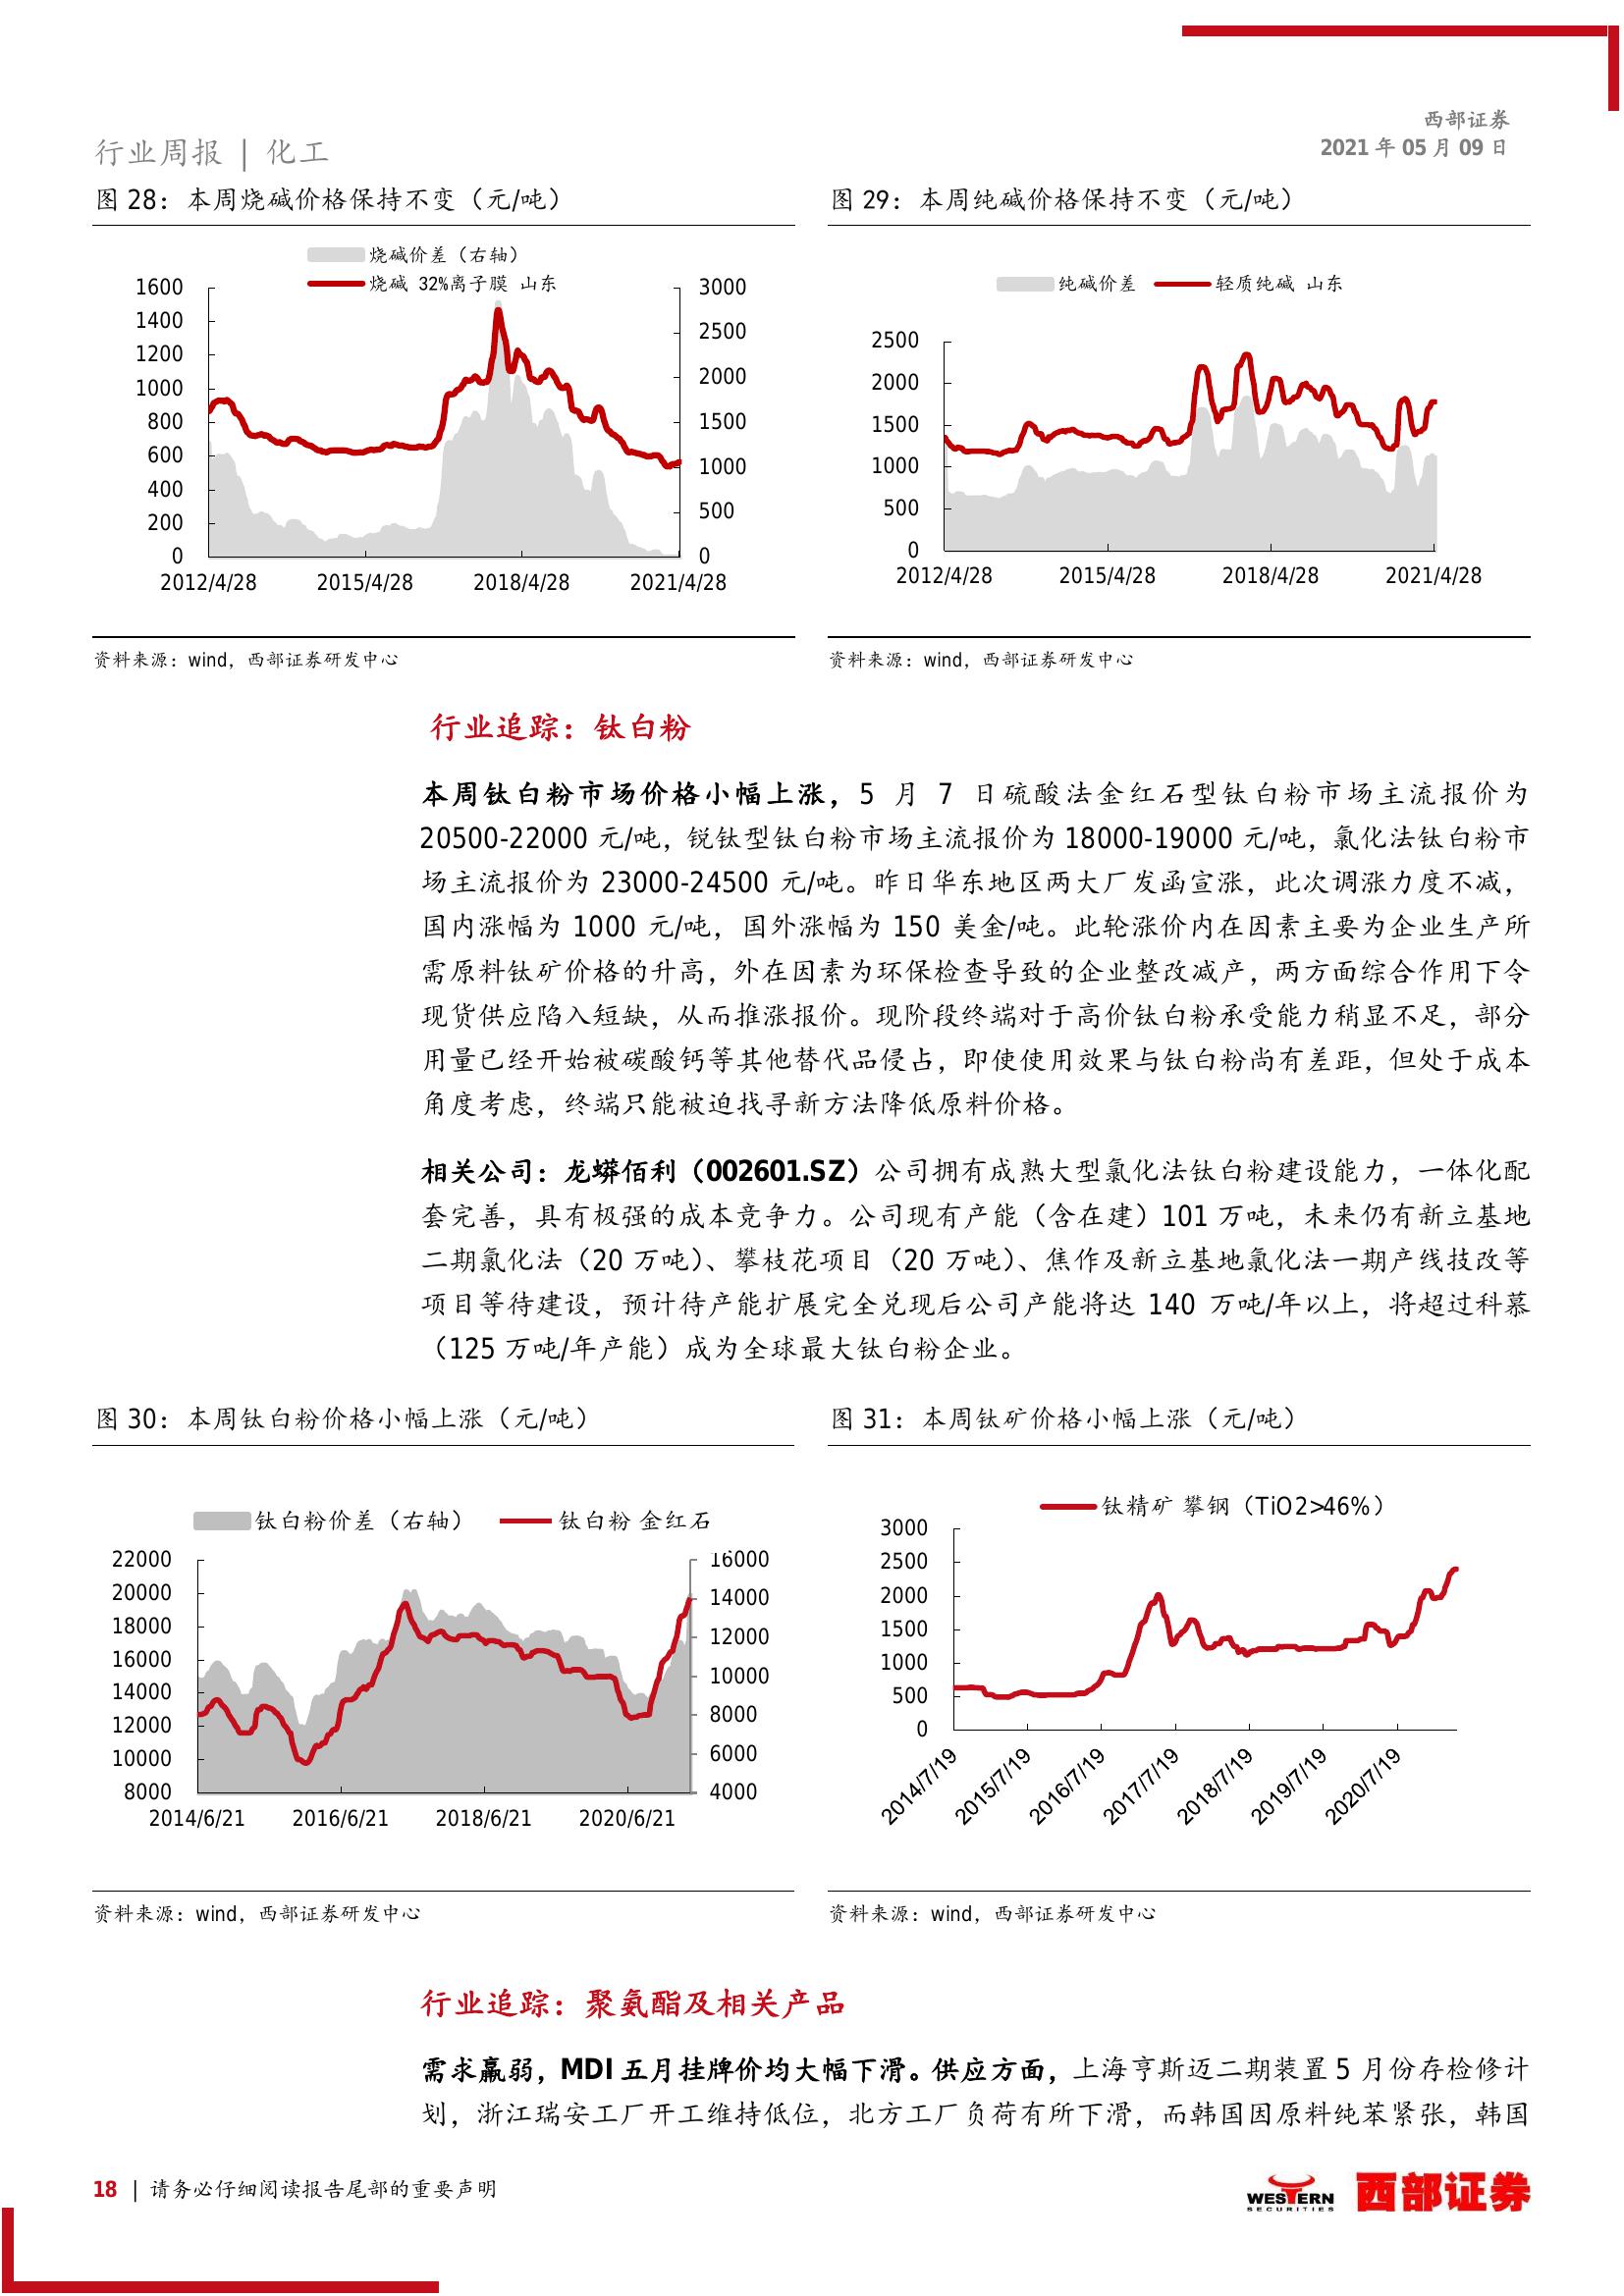 西部证券
2021 年 05 月 09 日
行业周报 | 化工
图 28：本周烧碱价格保持不变（元/吨）
烧碱价差（右轴）
烧碱 32%离子膜 山东
1600
1400
1200
1000
800
600
400
200
0
3000
2500
2000
1500
1000
500
0
2012/4/28 2015/4/28 2018/4/28 2021/4/28
资料来源：wind，西部证券研发中心
图 29：本周纯碱价格保持不变（元/吨）
纯碱价差 轻质纯碱 山东
2500
2000
1500
1000
500
0
2012/4/28 2015/4/28 2018/4/28 2021/4/28
资料来源：wind，西部证券研发中心
行业追踪：钛白粉
本周钛白粉市场价格小幅上涨，5 月 7 日硫酸法金红石型钛白粉市场主流报价为
20500-22000 元/吨，锐钛型钛白粉市场主流报价为 18000-19000 元/吨，氯化法钛白粉市
场主流报价为 23000-24500 元/吨。昨日华东地区两大厂发函宣涨，此次调涨力度不减，
国内涨幅为 1000 元/吨，国外涨幅为 150 美金/吨。此轮涨价内在因素主要为企业生产所
需原料钛矿价格的升高，外在因素为环保检查导致的企业整改减产，两方面综合作用下令
现货供应陷入短缺，从而推涨报价。现阶段终端对于高价钛白粉承受能力稍显不足，部分
用量已经开始被碳酸钙等其他替代品侵占，即使使用效果与钛白粉尚有差距，但处于成本
角度考虑，终端只能被迫找寻新方法降低原料价格。
相关公司：龙蟒佰利（002601.SZ）公司拥有成熟大型氯化法钛白粉建设能力，一体化配
套完善，具有极强的成本竞争力。公司现有产能（含在建）101 万吨，未来仍有新立基地
二期氯化法（20 万吨）、攀枝花项目（20 万吨）、焦作及新立基地氯化法一期产线技改等
项目等待建设，预计待产能扩展完全兑现后公司产能将达 140 万吨/年以上，将超过科慕
（125 万吨/年产能）成为全球最大钛白粉企业。
图 30：本周钛白粉价格小幅上涨（元/吨）
钛白粉价差（右轴） 钛白粉 金红石
22000
20000
18000
16000
14000
12000
10000
8000
16000
14000
12000
10000
8000
6000
4000
2014/6/21 2016/6/21 2018/6/21 2020/6/21
资料来源：wind，西部证券研发中心
图 31：本周钛矿价格小幅上涨（元/吨）
钛精矿 攀钢（TiO2>46%）
3000
2500
2000
1500
1000
500
0
2014/7/19 2015/7/19 2016/7/19 2017/7/19 2018/7/19 2019/7/19 2020/7/19
资料来源：wind，西部证券研发中心
行业追踪：聚氨酯及相关产品
需求羸弱，MDI 五月挂牌价均大幅下滑。供应方面，上海亨斯迈二期装置 5 月份存检修计
划，浙江瑞安工厂开工维持低位，北方工厂负荷有所下滑，而韩国因原料纯苯紧张，韩国
18 | 请务必仔细阅读报告尾部的重要声明
WESTERN
SECURITIES
西部证券